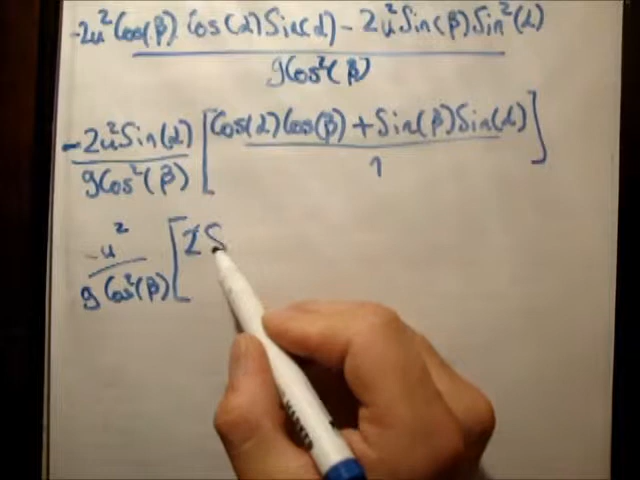 -2u²Cos(β) Cos(α)Sin(α) - 2u²Sin(β)Sin²(α)
gCos²(β)
-2u²Sin(α) [Cos(α)Cos(β) + Sin(β)Sin(α)]
gCos²(β) 1
-u² [2S
gCos²(β)